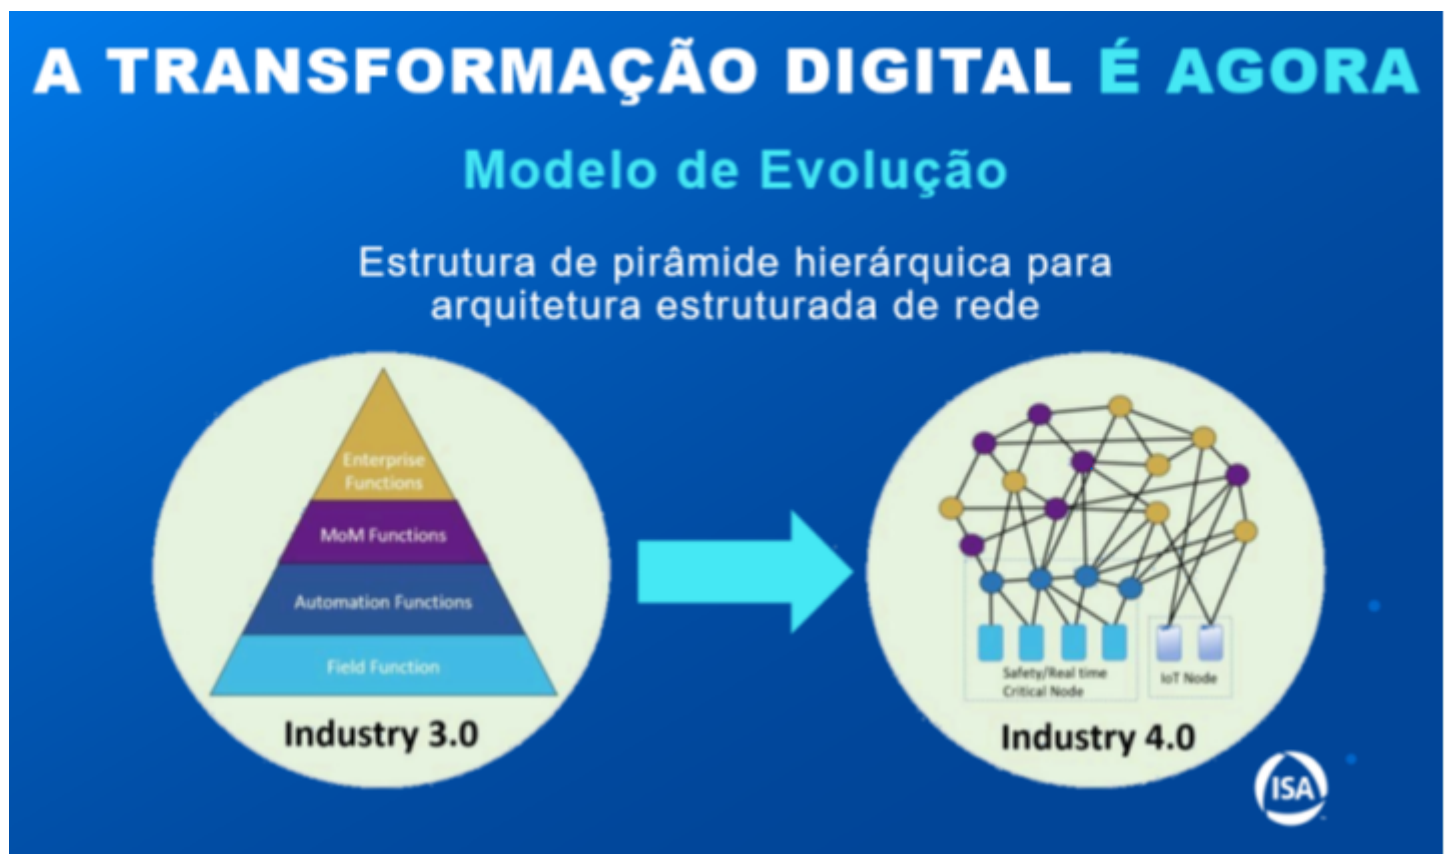 A TRANSFORMAÇÃO DIGITAL É AGORA
Modelo de Evolução
Estrutura de pirâmide hierárquica para
arquitetura estruturada de rede
Enterprise
Functions
MoM Functions
Automation Functions
Field Function
Industry 3.0
Safety/Real time
Critical Node
IoT Node
Industry 4.0
ISA